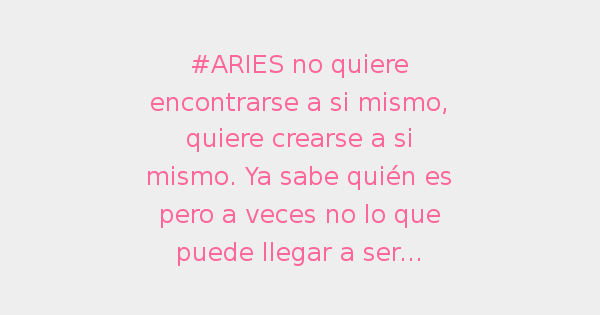 #ARIES no quiere
encontrarse a si mismo,
quiere crearse a si
mismo. Ya sabe quién es
pero a veces no lo que
puede llegar a ser...